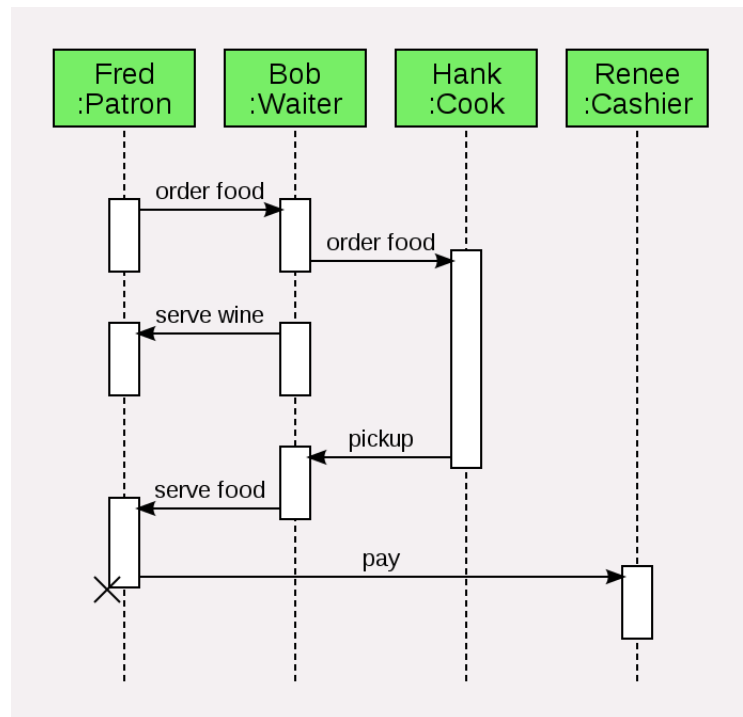 Fred
:Patron
Bob
:Waiter
Hank
:Cook
Renee
:Cashier
order food
order food
serve wine
pickup
serve food
pay